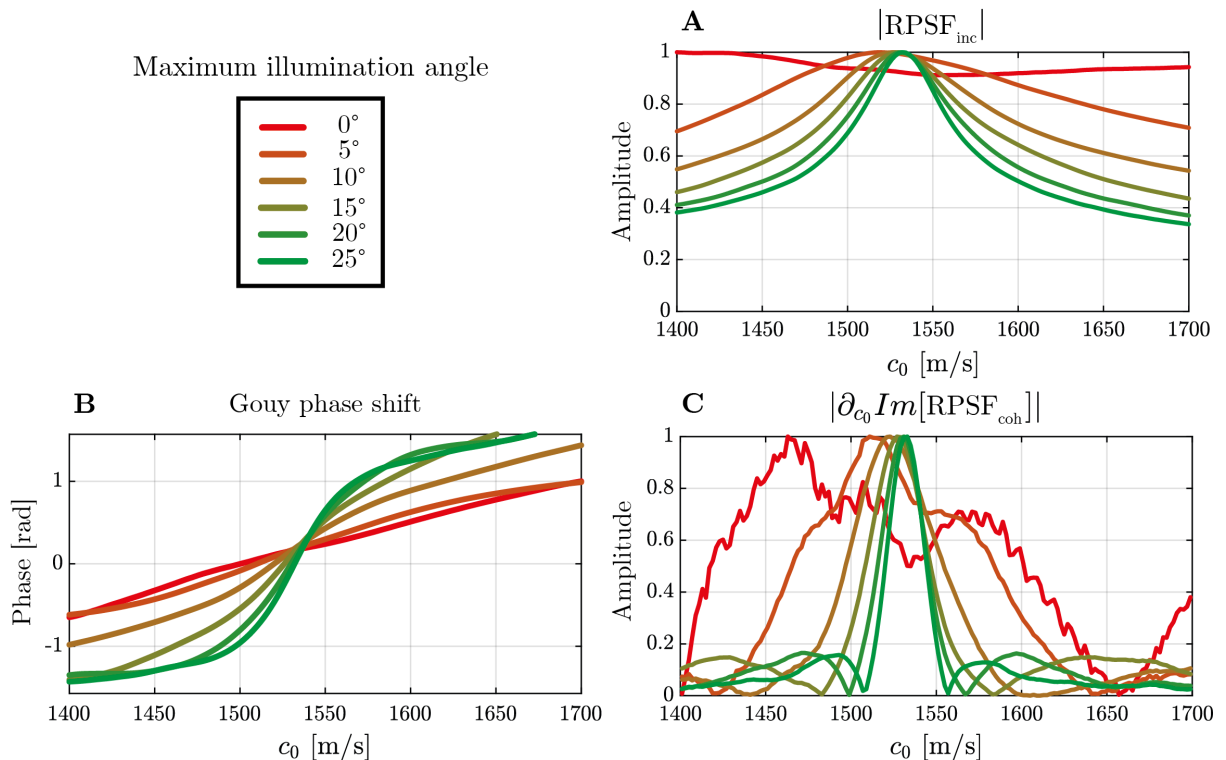 Maximum illumination angle
0°
5°
10°
15°
20°
25°
A
|RPSF_inc|
Amplitude
1
0.8
0.6
0.4
0.2
0
1400 1450 1500 1550 1600 1650 1700
c₀ [m/s]
B
Gouy phase shift
Phase [rad]
1
0
-1
1400 1450 1500 1550 1600 1650 1700
c₀ [m/s]
C
|∂_c₀ Im[RPSF_coh]|
Amplitude
1
0.8
0.6
0.4
0.2
0
1400 1450 1500 1550 1600 1650 1700
c₀ [m/s]